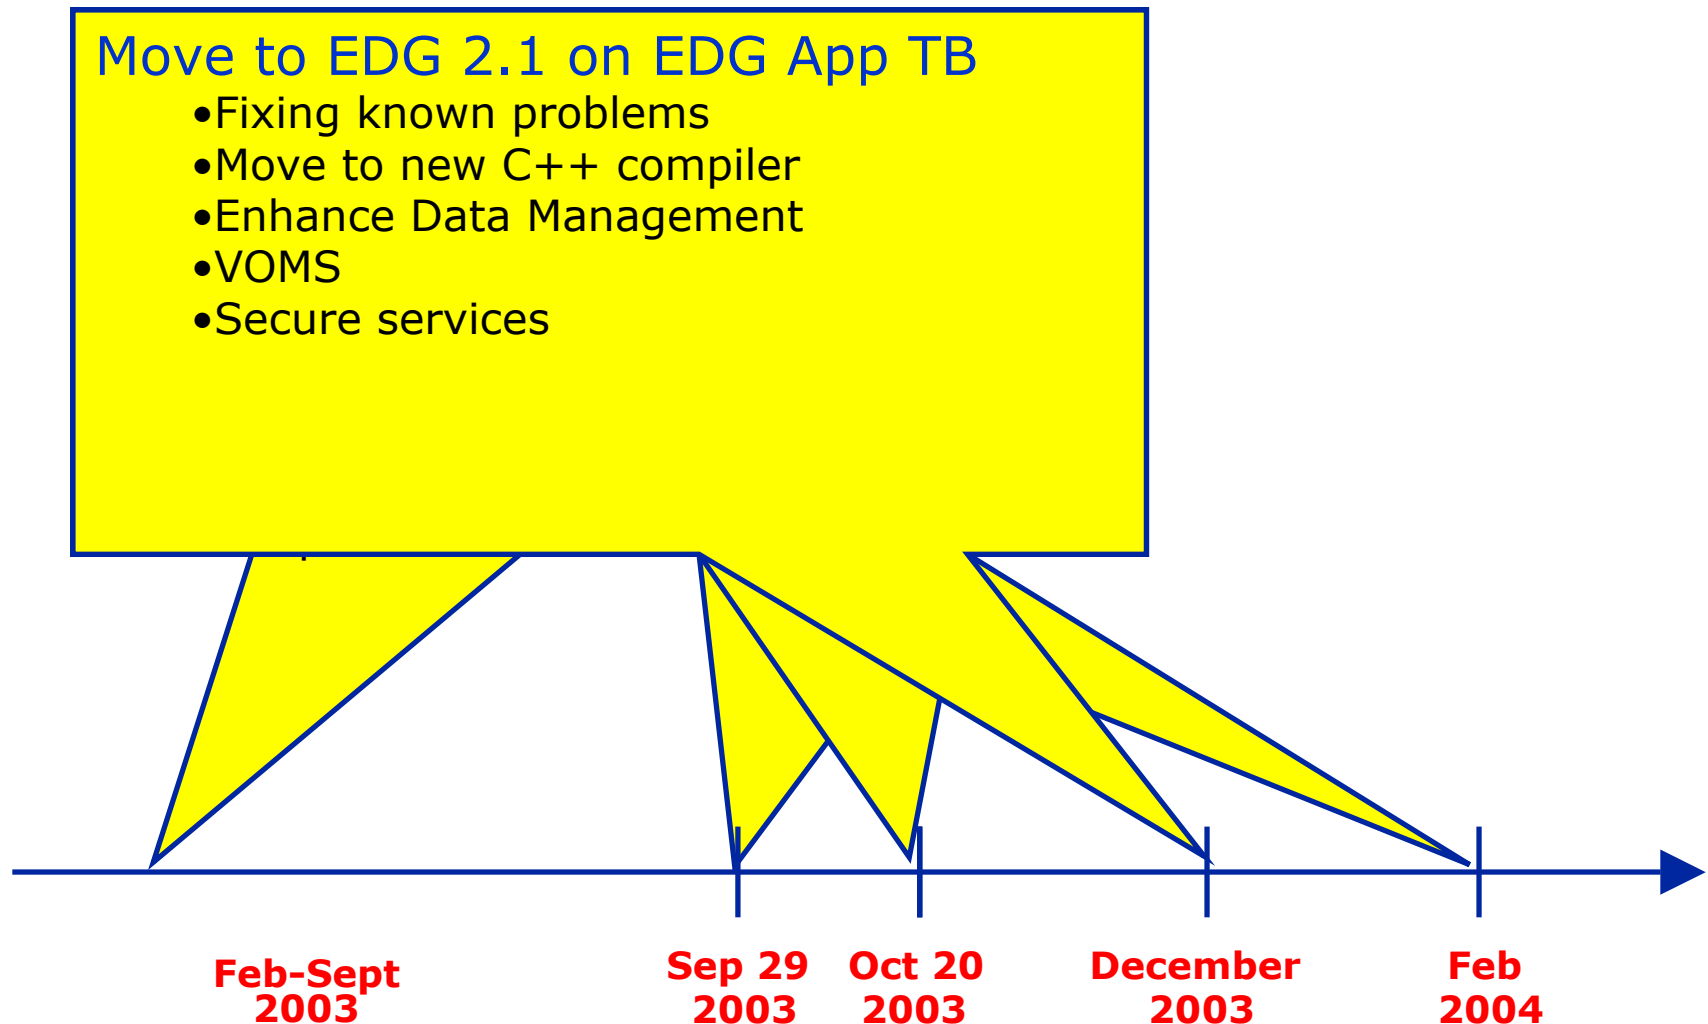 Move to EDG 2.1 on EDG App TB
•Fixing known problems
•Move to new C++ compiler
•Enhance Data Management
•VOMS
•Secure services
Feb-Sept
2003
Sep 29
2003
Oct 20
2003
December
2003
Feb
2004